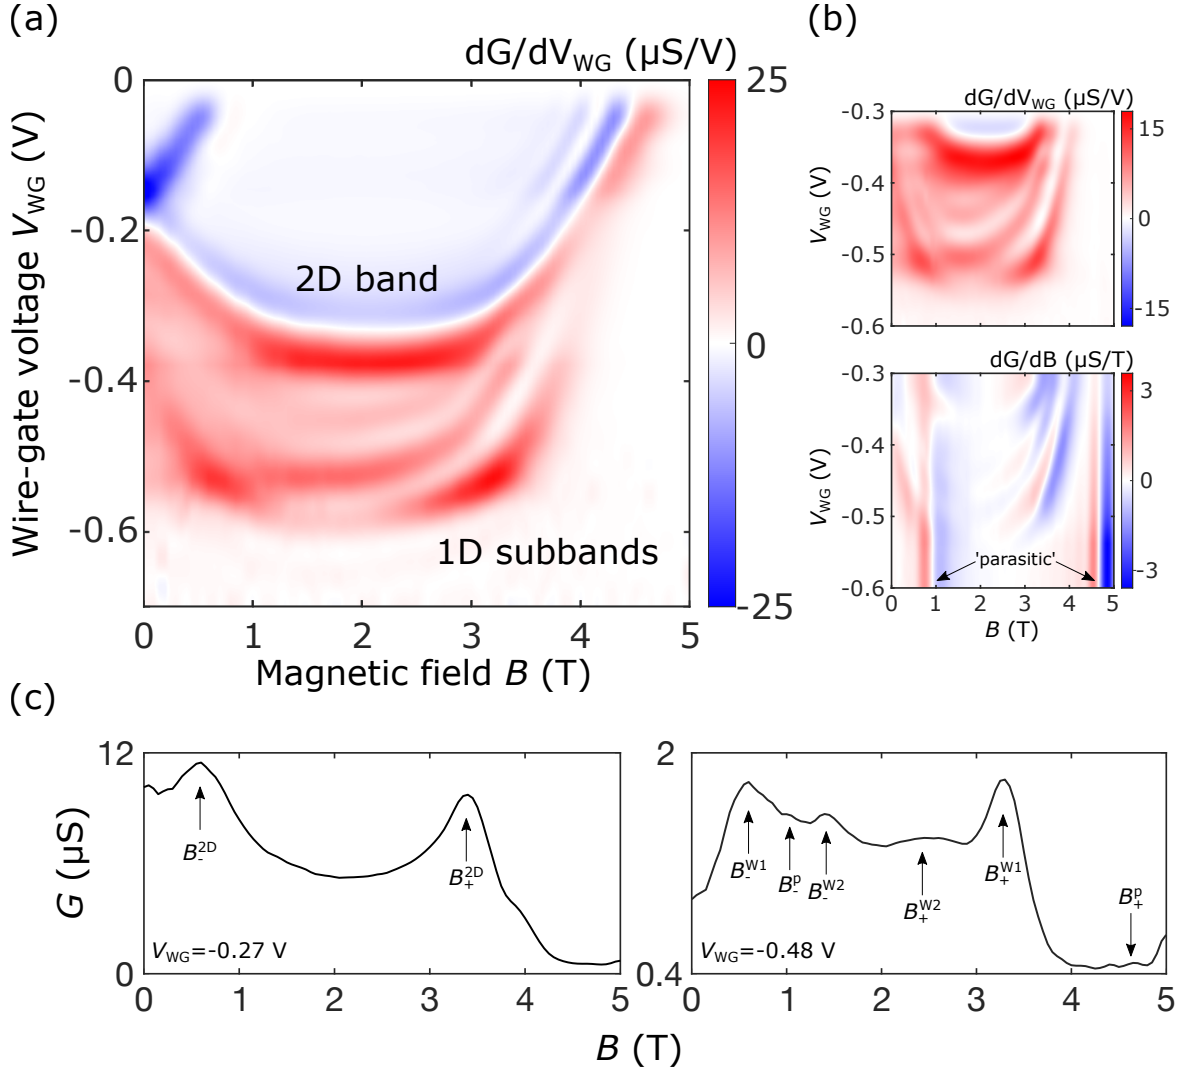 (a)
dG/dV_WG (μS/V)
25
0
-25
0
-0.2
-0.4
-0.6
Wire-gate voltage V_WG (V)
2D band
1D subbands
0 1 2 3 4 5
Magnetic field B (T)
(b)
dG/dV_WG (μS/V)
15
0
-15
-0.3
-0.4
-0.5
-0.6
V_WG (V)
dG/dB (μS/T)
3
0
-3
-0.3
-0.4
-0.5
-0.6
V_WG (V)
'parasitic'
0 1 2 3 4 5
B (T)
(c)
12
0
G (μS)
B_-^2D
B_+^2D
V_WG=-0.27 V
0 1 2 3 4 5
2
0.4
B_-^W1
B_-^p
B_-^W2
B_+^W2
B_+^W1
B_+^p
V_WG=-0.48 V
0 1 2 3 4 5
B (T)